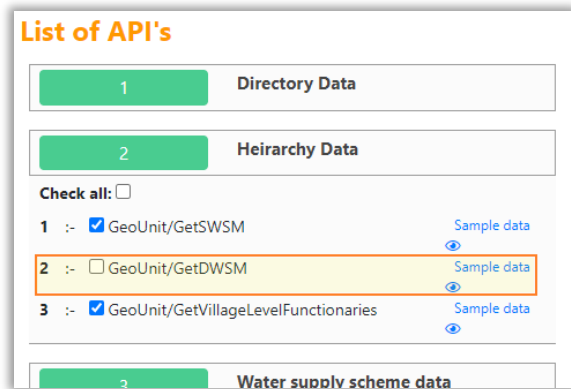 List of API's
1 Directory Data
2 Heirarchy Data
Check all:
1 :- GeoUnit/GetSWSM Sample data
2 :- GeoUnit/GetDWSM Sample data
3 :- GeoUnit/GetVillageLevelFunctionaries Sample data
3 Water supply scheme data